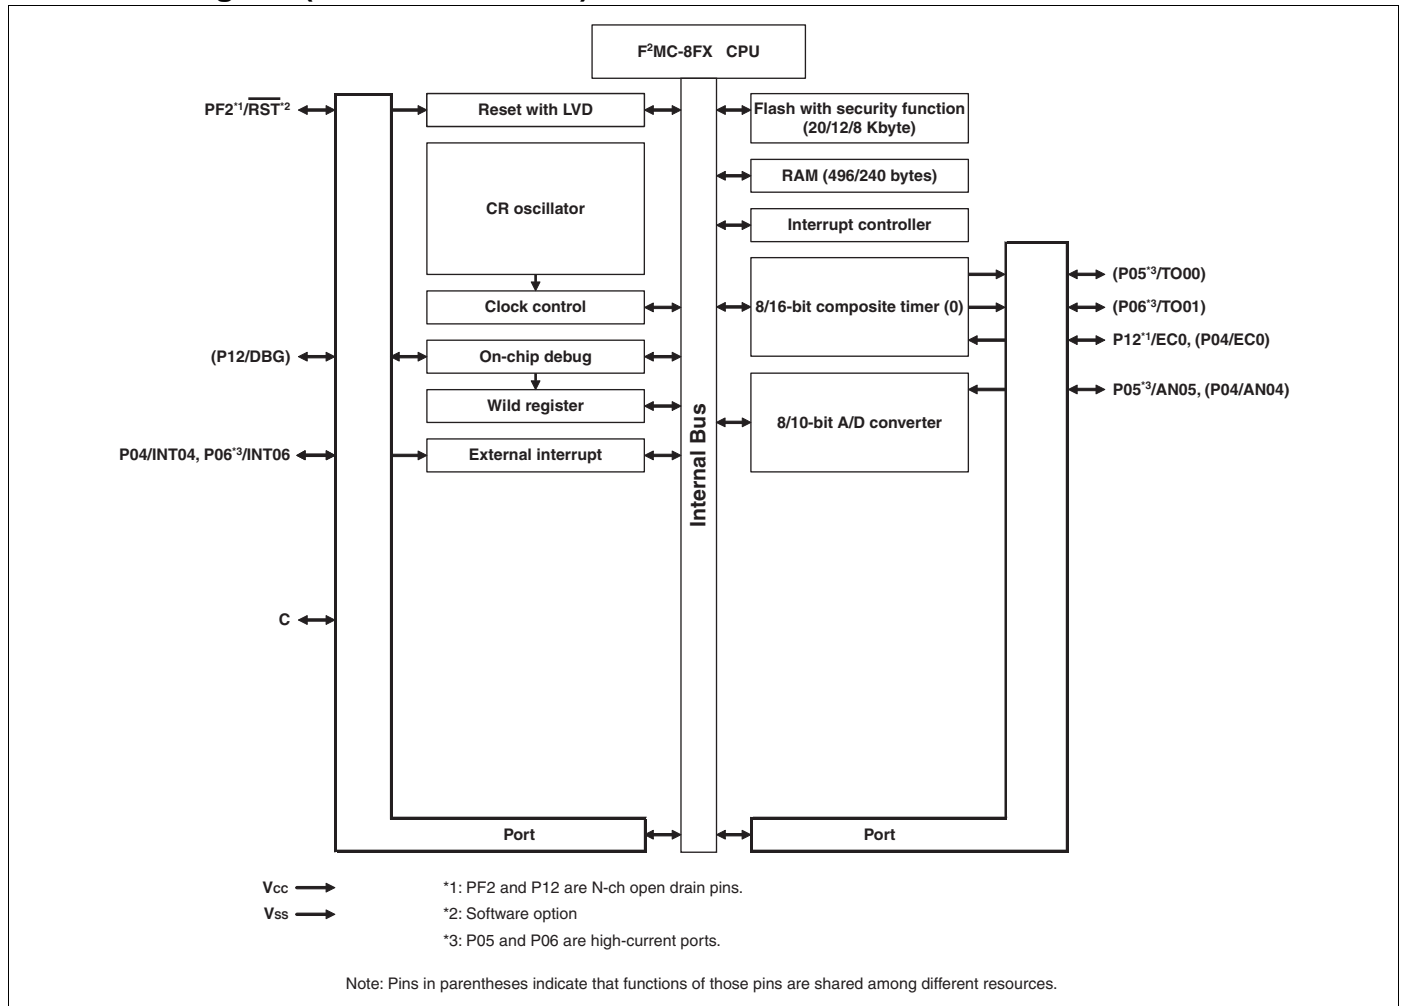 F²MC-8FX CPU
PF2*1/RST*2
Reset with LVD
Flash with security function
(20/12/8 Kbyte)
RAM (496/240 bytes)
CR oscillator
Interrupt controller
(P05*3/TO00)
Clock control
8/16-bit composite timer (0)
(P06*3/TO01)
P12*1/EC0, (P04/EC0)
(P12/DBG)
On-chip debug
P05*3/AN05, (P04/AN04)
Wild register
8/10-bit A/D converter
P04/INT04, P06*3/INT06
External interrupt
Internal Bus
C
Port
Port
Vcc
*1: PF2 and P12 are N-ch open drain pins.
Vss
*2: Software option
*3: P05 and P06 are high-current ports.
Note: Pins in parentheses indicate that functions of those pins are shared among different resources.